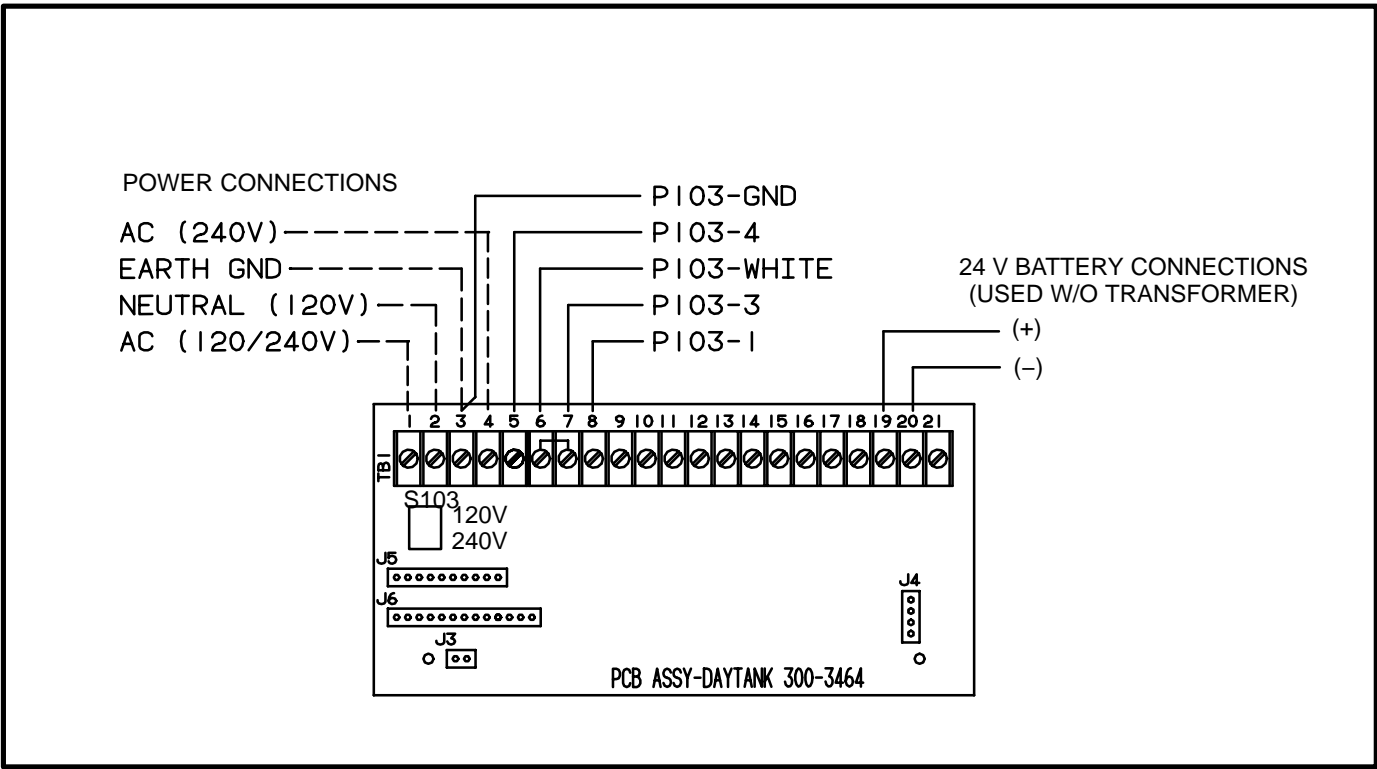 POWER CONNECTIONS
AC (240V)
EARTH GND
NEUTRAL (120V)
AC (120/240V)
P103-GND
P103-4
P103-WHITE
P103-3
P103-1
24 V BATTERY CONNECTIONS
(USED W/O TRANSFORMER)
(+)
(–)
1 2 3 4 5 6 7 8 9 10 11 12 13 14 15 16 17 18 19 20 21
TB1
S103
120V
240V
J5
J6
J3
J4
PCB ASSY-DAYTANK 300-3464